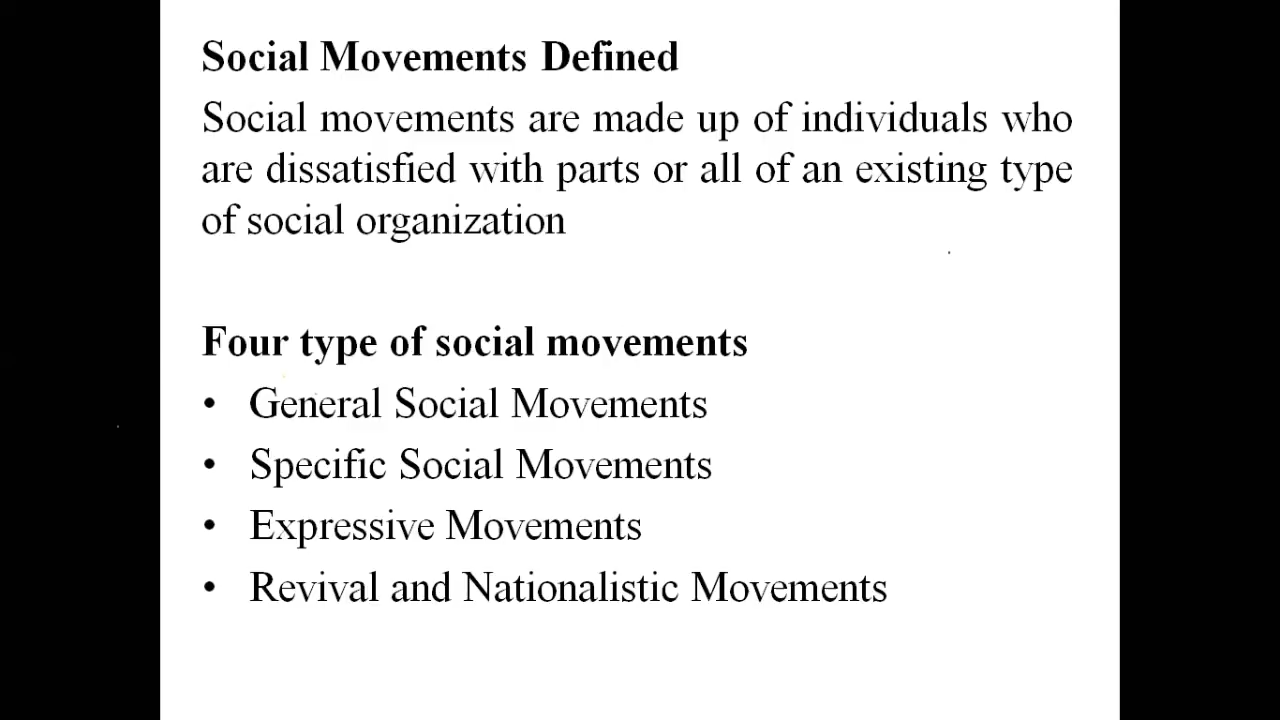 Social Movements Defined
Social movements are made up of individuals who
are dissatisfied with parts or all of an existing type
of social organization
Four type of social movements
• General Social Movements
• Specific Social Movements
• Expressive Movements
• Revival and Nationalistic Movements